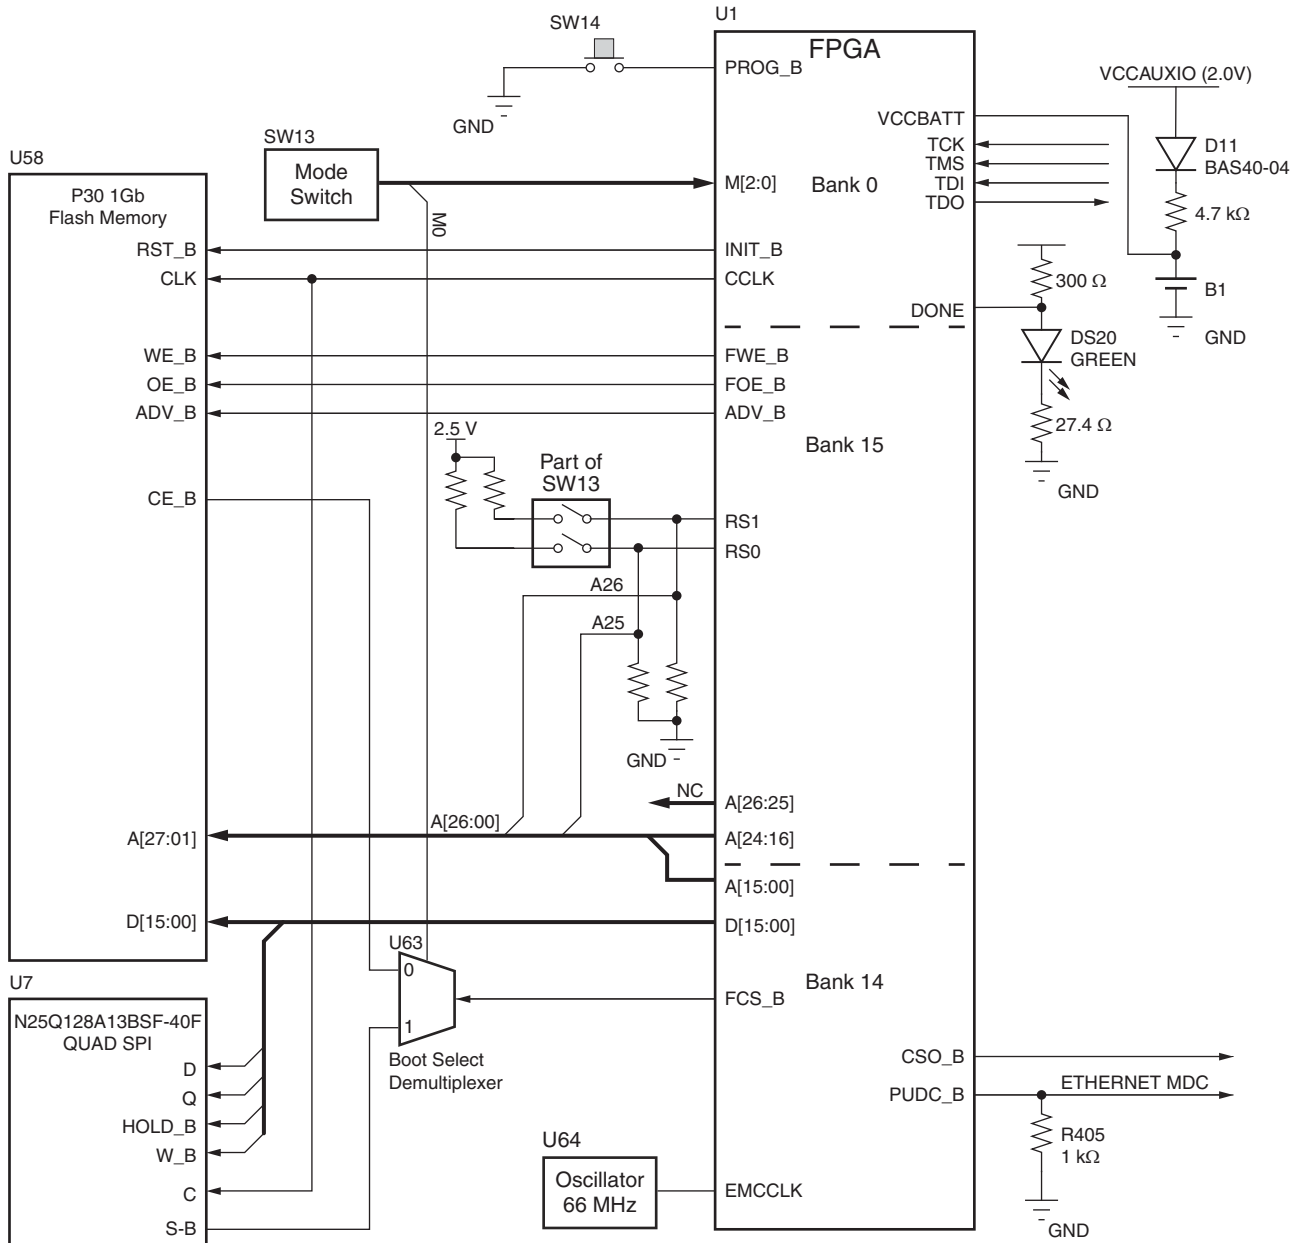 U1
SW14
FPGA
PROG_B
GND
VCCAUXIO (2.0V)
VCCBATT
TCK
TMS
TDI
TDO
D11
BAS40-04
4.7 kΩ
B1
GND
SW13
Mode
Switch
M[2:0]
Bank 0
M0
U58
P30 1Gb
Flash Memory
RST_B
INIT_B
CLK
CCLK
300 Ω
DONE
DS20
GREEN
27.4 Ω
GND
WE_B
FWE_B
OE_B
FOE_B
ADV_B
ADV_B
2.5 V
Part of
SW13
Bank 15
CE_B
RS1
RS0
A26
A25
GND
NC
A[26:25]
A[26:00]
A[27:01]
A[24:16]
A[15:00]
D[15:00]
D[15:00]
U63
0
1
Boot Select
Demultiplexer
Bank 14
FCS_B
U7
N25Q128A13BSF-40F
QUAD SPI
D
Q
HOLD_B
W_B
C
S-B
CSO_B
PUDC_B
ETHERNET MDC
R405
1 kΩ
GND
U64
Oscillator
66 MHz
EMCCLK